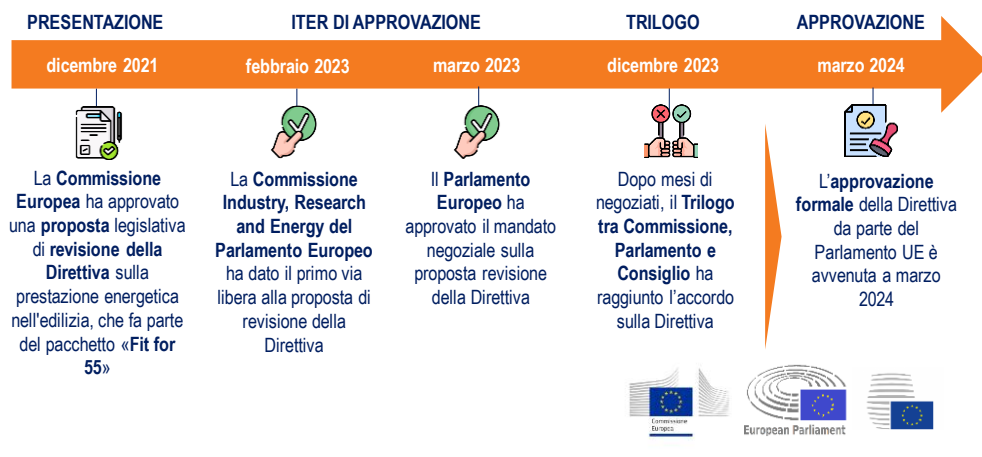 PRESENTAZIONE
ITER DI APPROVAZIONE
TRILOGO
APPROVAZIONE
dicembre 2021
febbraio 2023
marzo 2023
dicembre 2023
marzo 2024
La Commissione
Europea ha approvato
una proposta legislativa
di revisione della
Direttiva sulla
prestazione energetica
nell'edilizia, che fa parte
del pacchetto «Fit for
55»
La Commissione
Industry, Research
and Energy del
Parlamento Europeo
ha dato il primo via
libera alla proposta di
revisione della
Direttiva
Il Parlamento
Europeo ha
approvato il mandato
negoziale sulla
proposta revisione
della Direttiva
Dopo mesi di
negoziati, il Trilogo
tra Commissione,
Parlamento e
Consiglio ha
raggiunto l'accordo
sulla Direttiva
L'approvazione
formale della Direttiva
da parte del
Parlamento UE è
avvenuta a marzo
2024
Commissione
Europea
European Parliament